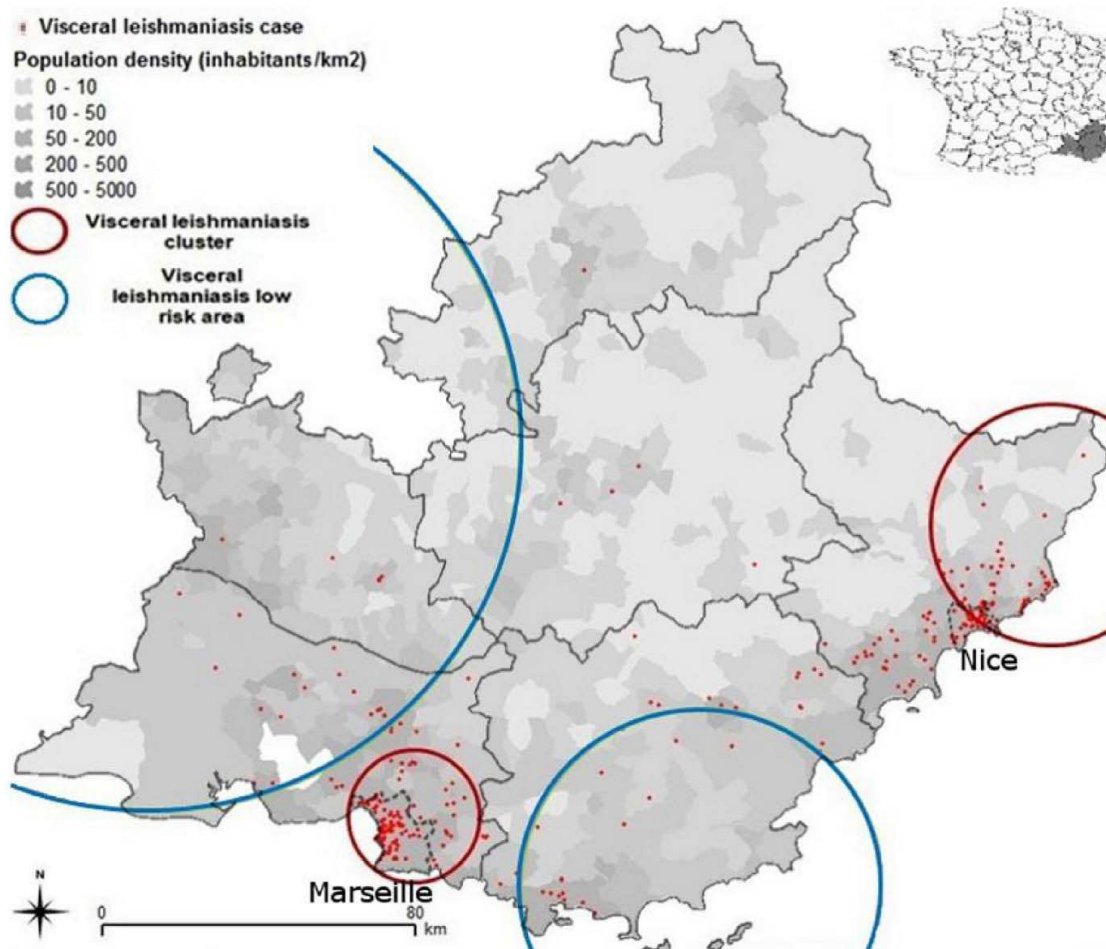 Visceral leishmaniasis case
Population density (inhabitants/km2)
0 - 10
10 - 50
50 - 200
200 - 500
500 - 5000
Visceral leishmaniasis
cluster
Visceral
leishmaniasis low
risk area
Nice
Marseille
N
0
80
km